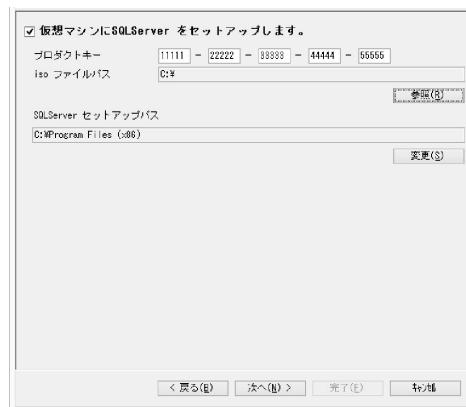 仮想マシンにSQLServer をセットアップします。
プロダクトキー 11111 - 22222 - 33333 - 44444 - 55555
iso ファイルパス C:¥
参照(R)
SQLServer セットアップパス
C:¥Program Files (x86)
変更(S)
< 戻る(B) 次へ(N) > 完了(F) キャンセル